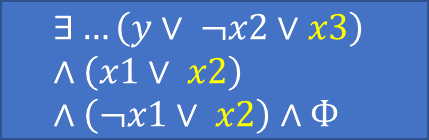 ∃ … (y ∨ ¬x2 ∨ x3)
∧ (x1 ∨ x2)
∧ (¬x1 ∨ x2) ∧ Φ